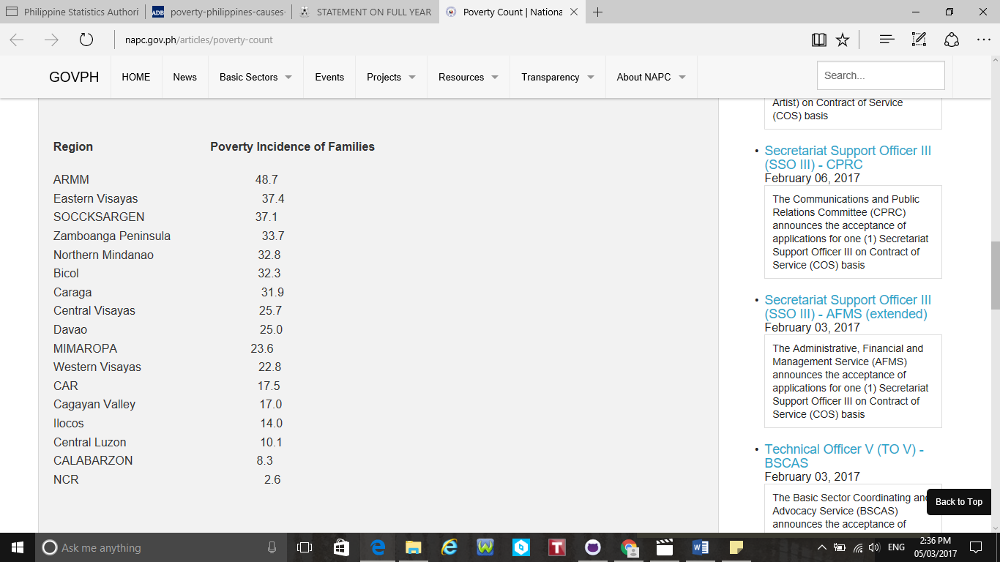 Philippine Statistics Authori
ADB poverty-philippines-causes-
STATEMENT ON FULL YEAR
Poverty Count | Nationa
napc.gov.ph/articles/poverty-count
GOVPH HOME News Basic Sectors Events Projects Resources Transparency About NAPC Search...
Region Poverty Incidence of Families
ARMM 48.7
Eastern Visayas 37.4
SOCCKSARGEN 37.1
Zamboanga Peninsula 33.7
Northern Mindanao 32.8
Bicol 32.3
Caraga 31.9
Central Visayas 25.7
Davao 25.0
MIMAROPA 23.6
Western Visayas 22.8
CAR 17.5
Cagayan Valley 17.0
Ilocos 14.0
Central Luzon 10.1
CALABARZON 8.3
NCR 2.6
Artist) on Contract of Service
(COS) basis
Secretariat Support Officer III
(SSO III) - CPRC
February 06, 2017
The Communications and Public
Relations Committee (CPRC)
announces the acceptance of
applications for one (1) Secretariat
Support Officer III on Contract of
Service (COS) basis
Secretariat Support Officer III
(SSO III) - AFMS (extended)
February 03, 2017
The Administrative, Financial and
Management Service (AFMS)
announces the acceptance of
applications for one (1) Secretariat
Support Officer III on Contract of
Service (COS) basis
Technical Officer V (TO V) -
BSCAS
February 03, 2017
The Basic Sector Coordinating and
Advocacy Service (BSCAS)
announces the acceptance of
Back to Top
Ask me anything
ENG
2:36 PM
05/03/2017